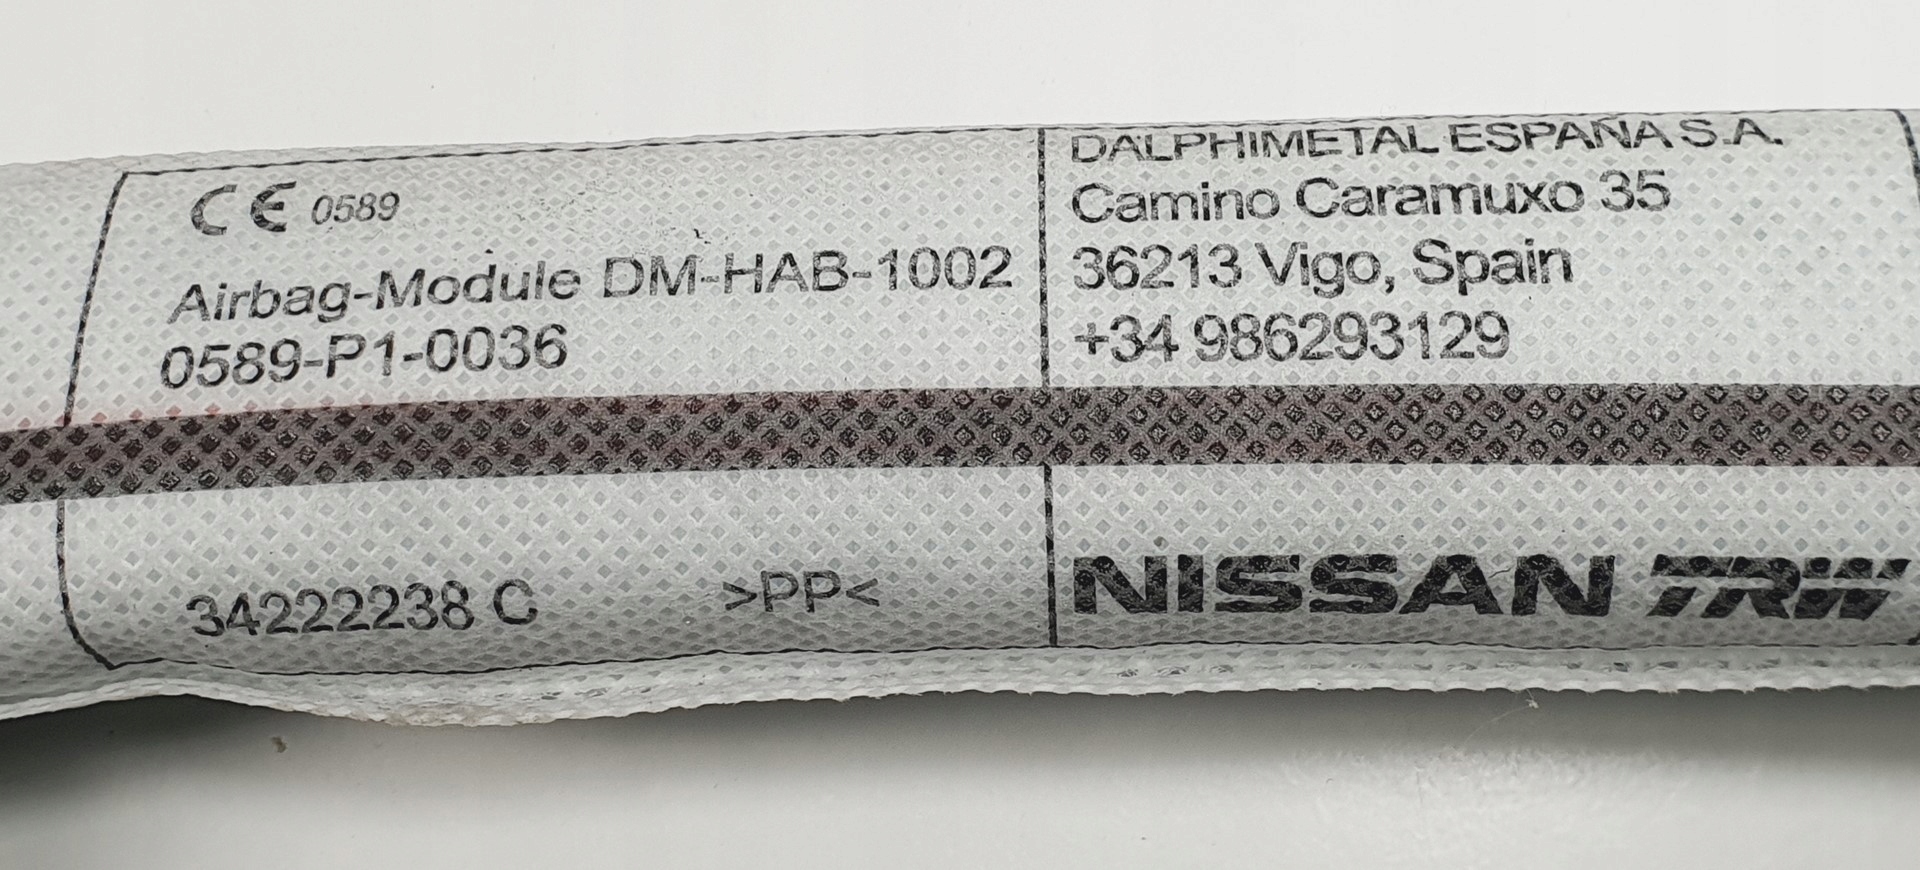 CE 0589
Airbag-Module DM-HAB-1002
0589-P1-0036
34222238 C
>PP<
DALPHIMETAL ESPAÑA S.A.
Camino Caramuxo 35
36213 Vigo, Spain
+34 986293129
NISSAN TRW